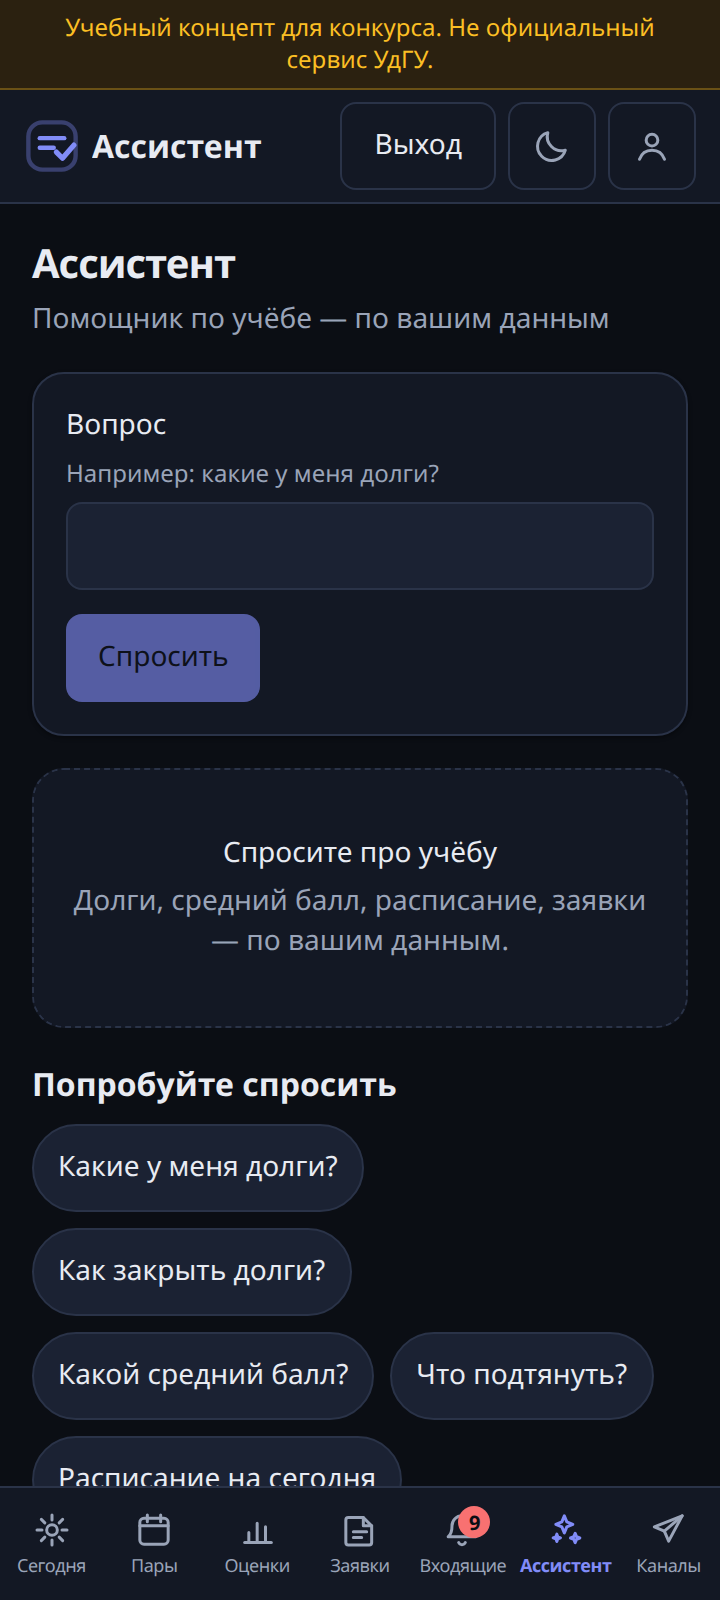 Учебный концепт для конкурса. Не официальный
сервис УдГУ.
Ассистент
Выход
Ассистент
Помощник по учёбе — по вашим данным
Вопрос
Например: какие у меня долги?
Спросить
Спросите про учёбу
Долги, средний балл, расписание, заявки
— по вашим данным.
Попробуйте спросить
Какие у меня долги?
Как закрыть долги?
Какой средний балл?
Что подтянуть?
Расписание на сегодня
9
Сегодня
Пары
Оценки
Заявки
Входящие
Ассистент
Каналы